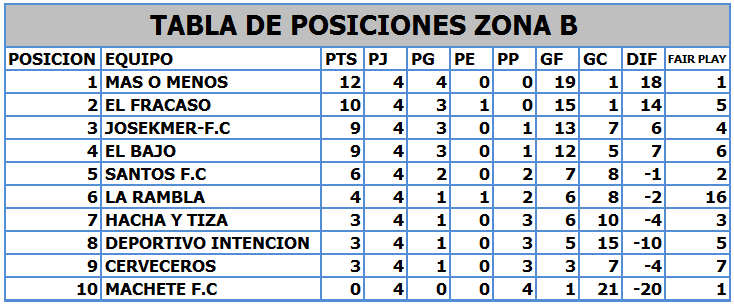 TABLA DE POSICIONES ZONA B
POSICION EQUIPO PTS PJ PG PE PP GF GC DIF FAIR PLAY
1 MAS O MENOS 12 4 4 0 0 19 1 18 1
2 EL FRACASO 10 4 3 1 0 15 1 14 5
3 JOSEKMER-F.C 9 4 3 0 1 13 7 6 4
4 EL BAJO 9 4 3 0 1 12 5 7 6
5 SANTOS F.C 6 4 2 0 2 7 8 -1 2
6 LA RAMBLA 4 4 1 1 2 6 8 -2 16
7 HACHA Y TIZA 3 4 1 0 3 6 10 -4 3
8 DEPORTIVO INTENCION 3 4 1 0 3 5 15 -10 5
9 CERVECEROS 3 4 1 0 3 3 7 -4 7
10 MACHETE F.C 0 4 0 0 4 1 21 -20 1